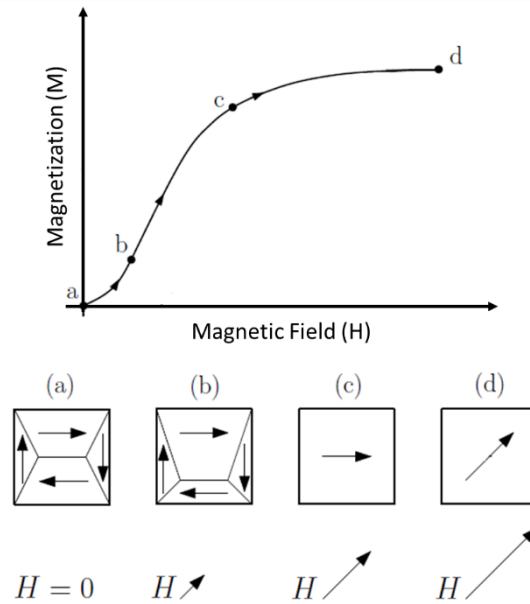 Magnetization (M)
d
c
b
a
Magnetic Field (H)
(a) (b) (c) (d)
H = 0 H H H